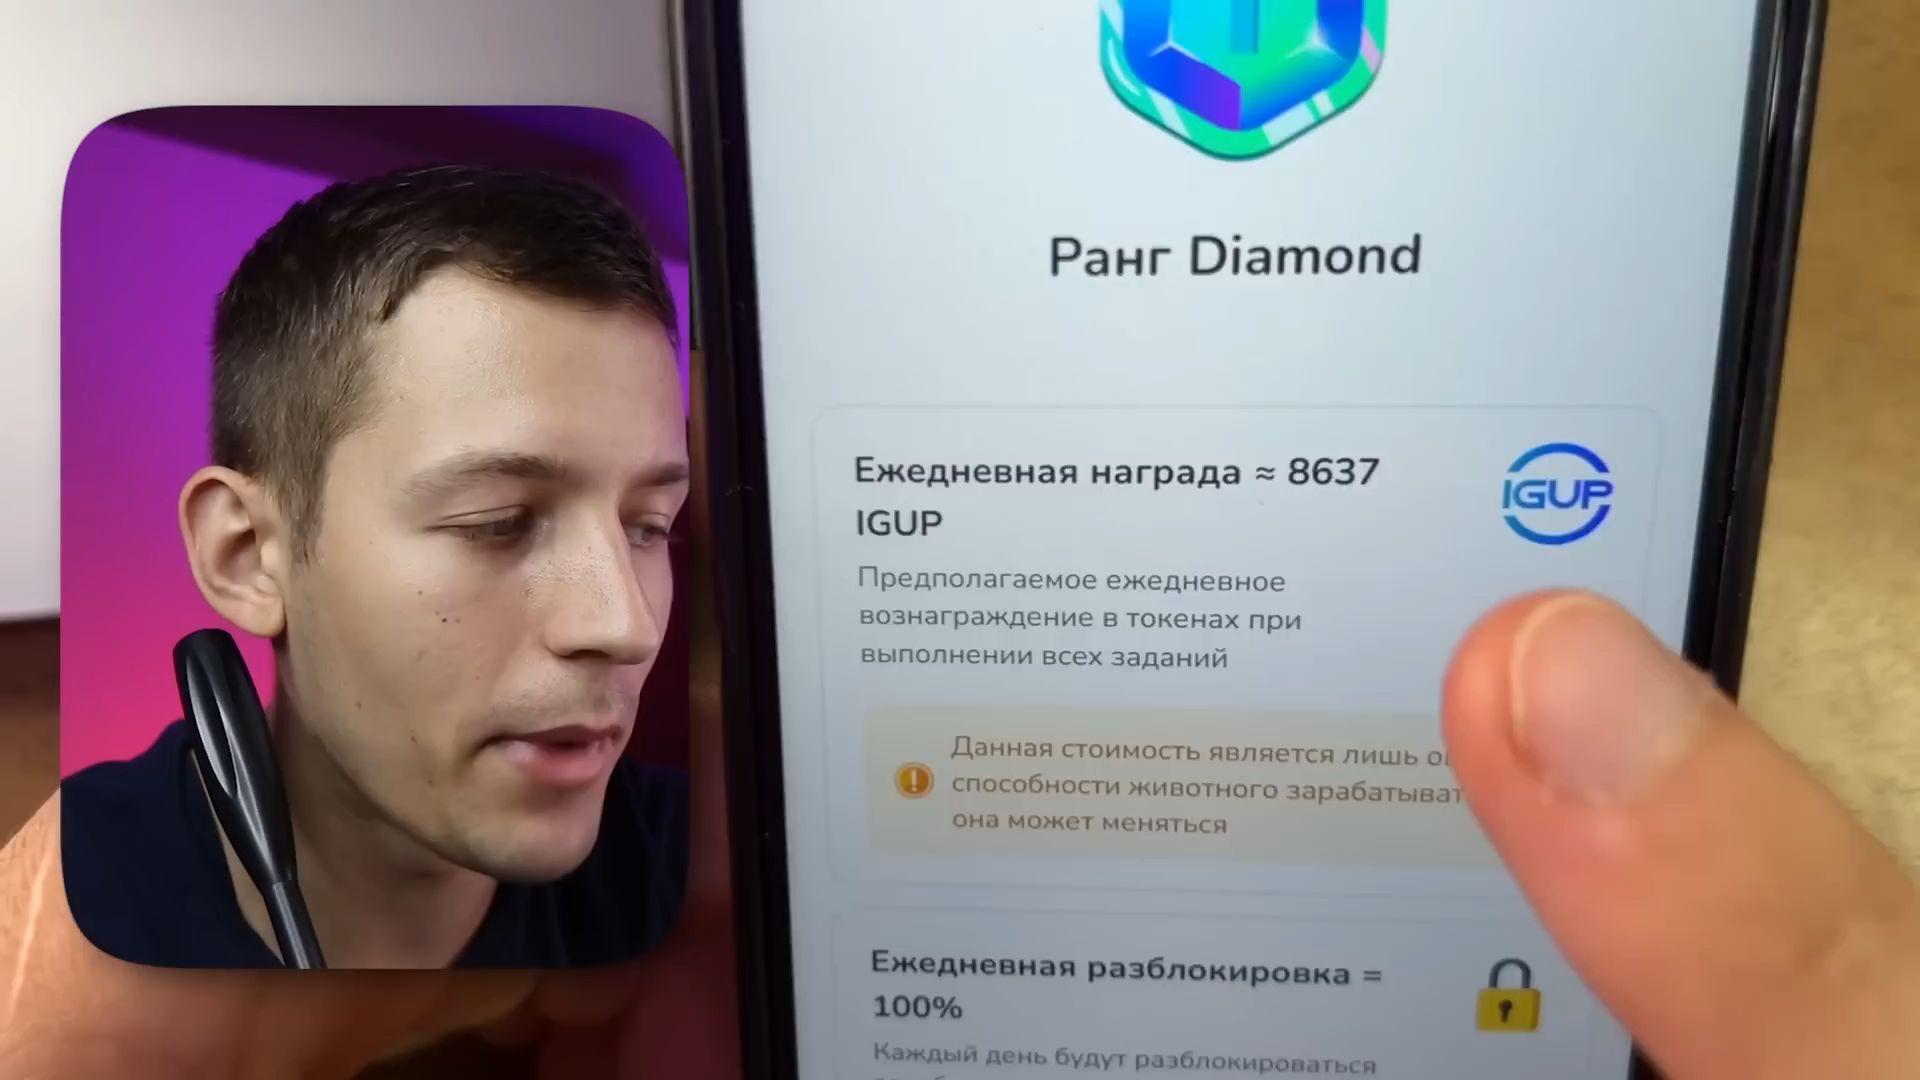 Ранг Diamond
Ежедневная награда ≈ 8637
IGUP
IGUP
Предполагаемое ежедневное
вознаграждение в токенах при
выполнении всех заданий
Данная стоимость является лишь
способности животного
она может меняться
Ежедневная разблокировка =
100%
Каждый день будут разблокироваться